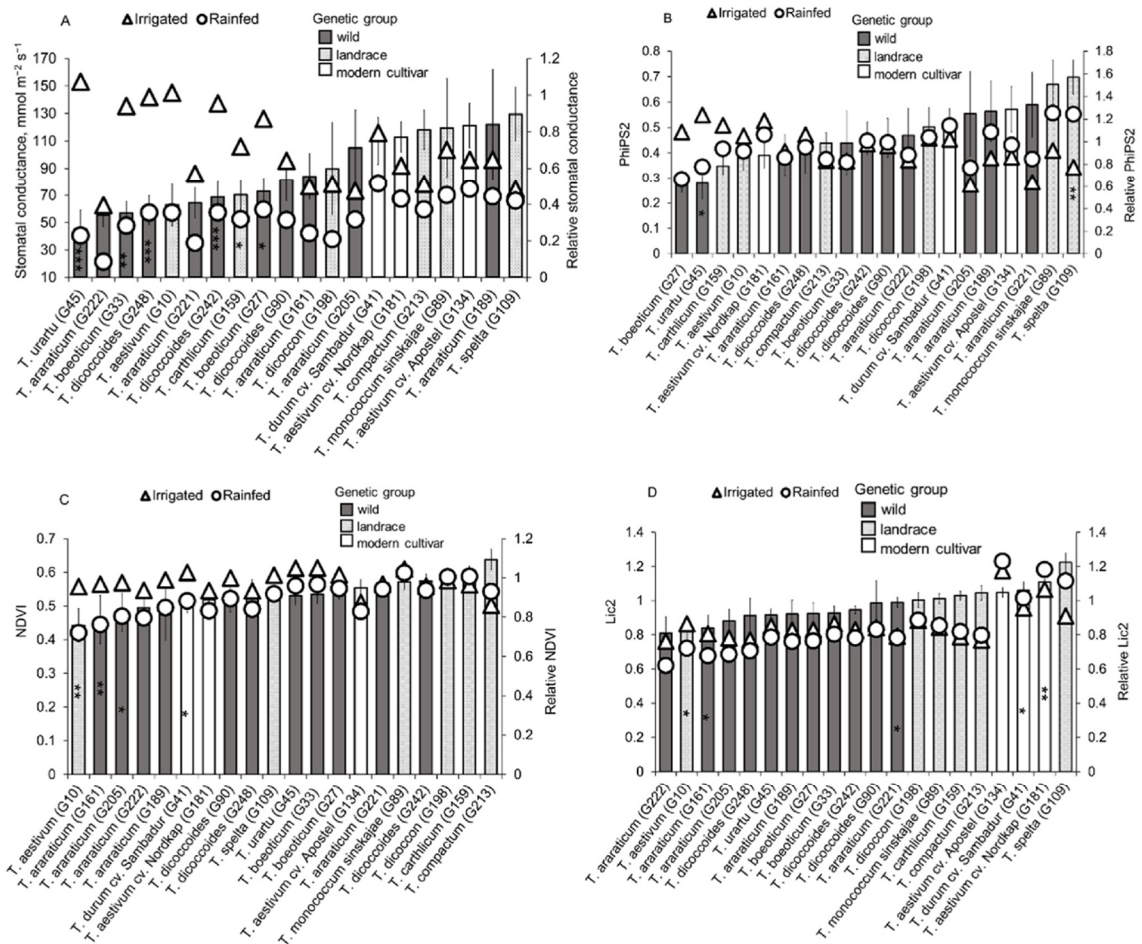 A
Irrigated Rainfed
Genetic group
wild
landrace
modern cultivar
Stomatal conductance, mmol m⁻² s⁻¹
170
150
130
110
90
70
50
30
10
Relative stomatal conductance
1.2
1
0.8
0.6
0.4
0.2
0
***
**
***
***
*
*
T. urartu (G45)
T. araraticum (G222)
T. boeoticum (G33)
T. dicoccoides (G248)
T. aestivum (G10)
T. araraticum (G221)
T. dicoccoides (G242)
T. carthlicum (G159)
T. boeoticum (G27)
T. dicoccoides (G90)
T. araraticum (G161)
T. dicoccon (G198)
T. araraticum (G205)
T. durum cv. Sambadur (G41)
T. aestivum cv. Nordkap (G181)
T. compactum (G213)
T. monococcum sinskajae (G89)
T. aestivum cv. Apostel (G134)
T. araraticum (G189)
T. spelta (G109)
B
Irrigated Rainfed
Genetic group
wild
landrace
modern cultivar
PhiPS2
0.8
0.7
0.6
0.5
0.4
0.3
0.2
0.1
0
Relative PhiPS2
1.8
1.6
1.4
1.2
1
0.8
0.6
0.4
0.2
0
*
**
T. boeoticum (G27)
T. urartu (G45)
T. carthlicum (G159)
T. aestivum (G10)
T. aestivum cv. Nordkap (G181)
T. araraticum (G161)
T. dicoccoides (G248)
T. compactum (G213)
T. boeoticum (G33)
T. dicoccoides (G242)
T. dicoccoides (G90)
T. araraticum (G222)
T. dicoccon (G198)
T. durum cv. Sambadur (G41)
T. araraticum (G205)
T. araraticum (G189)
T. aestivum cv. Apostel (G134)
T. araraticum (G221)
T. monococcum sinskajae (G89)
T. spelta (G109)
C
Irrigated Rainfed
Genetic group
wild
landrace
modern cultivar
NDVI
0.7
0.6
0.5
0.4
0.3
0.2
0.1
0
Relative NDVI
1.2
1
0.8
0.6
0.4
0.2
0
**
**
*
*
T. aestivum (G10)
T. araraticum (G161)
T. araraticum (G205)
T. araraticum (G222)
T. araraticum (G189)
T. durum cv. Sambadur (G41)
T. aestivum cv. Nordkap (G181)
T. dicoccoides (G90)
T. dicoccoides (G248)
T. spelta (G109)
T. urartu (G45)
T. boeoticum (G33)
T. boeoticum (G27)
T. aestivum cv. Apostel (G134)
T. araraticum (G221)
T. monococcum sinskajae (G89)
T. dicoccoides (G242)
T. dicoccon (G198)
T. carthlicum (G159)
T. compactum (G213)
D
Irrigated Rainfed
Genetic group
wild
landrace
modern cultivar
Lic2
1.4
1.2
1
0.8
0.6
0.4
0.2
0
Relative Lic2
1.4
1.2
1
0.8
0.6
0.4
0.2
0
*
*
*
*
**
T. araraticum (G222)
T. aestivum (G10)
T. araraticum (G161)
T. araraticum (G205)
T. dicoccoides (G248)
T. urartu (G45)
T. araraticum (G189)
T. boeoticum (G27)
T. boeoticum (G33)
T. dicoccoides (G242)
T. dicoccoides (G90)
T. araraticum (G221)
T. dicoccon (G198)
T. monococcum sinskajae (G89)
T. carthlicum (G159)
T. compactum (G213)
T. aestivum cv. Apostel (G134)
T. durum cv. Sambadur (G41)
T. aestivum cv. Nordkap (G181)
T. spelta (G109)